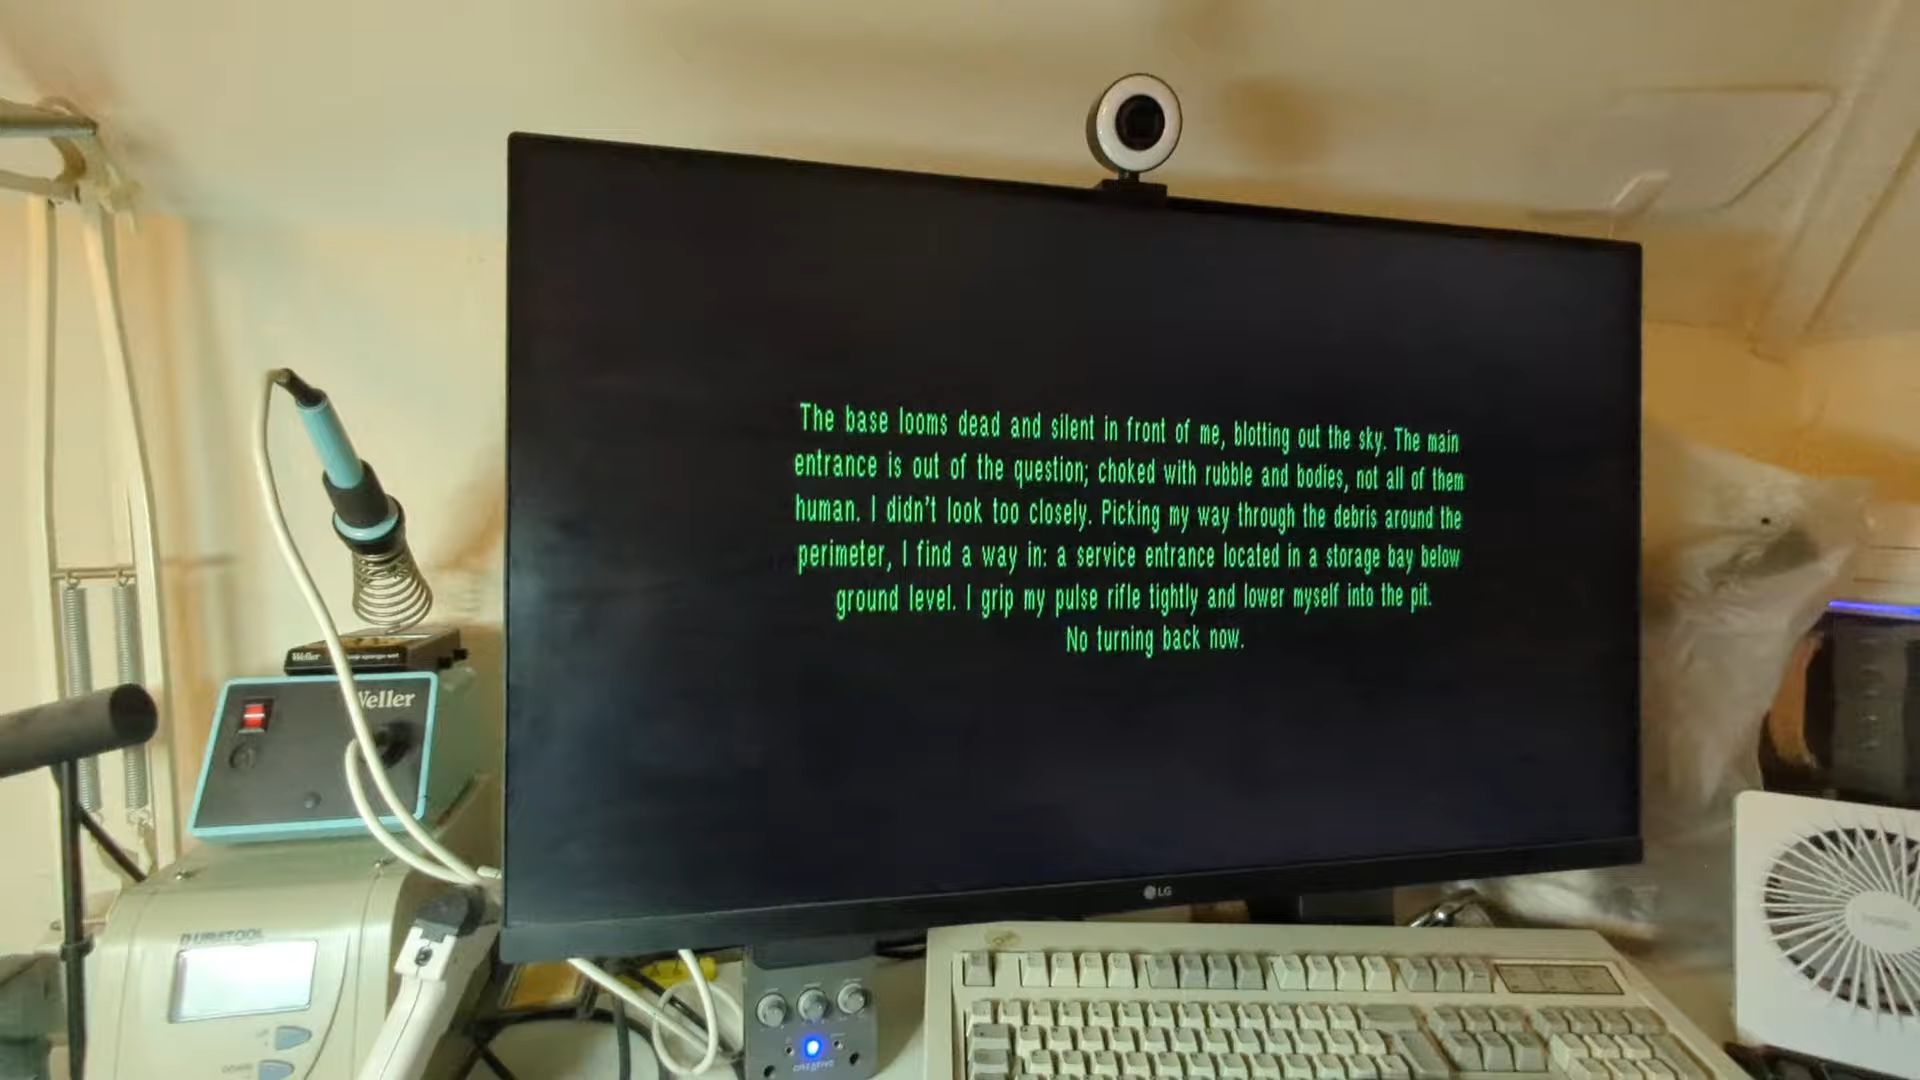 The base looms dead and silent in front of me, blotting out the sky. The main
entrance is out of the question; choked with rubble and bodies, not all of them
human. I didn't look too closely. Picking my way through the debris around the
perimeter, I find a way in: a service entrance located in a storage bay below
ground level. I grip my pulse rifle tightly and lower myself into the pit.
No turning back now.
Weller
Weller
DURATOOL
LG
CREATIVE